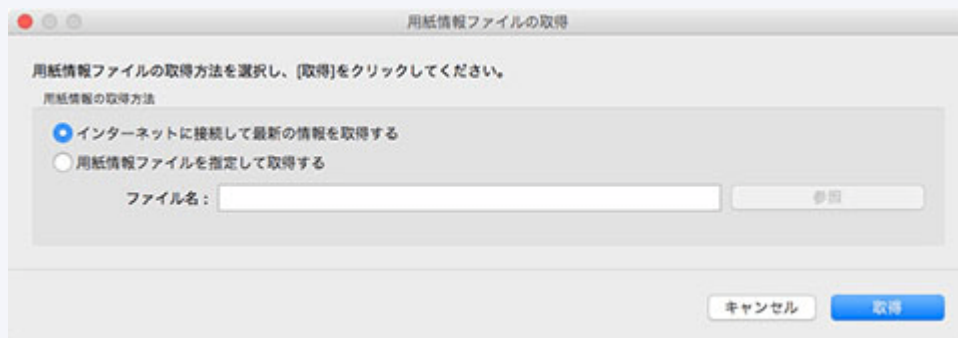 用紙情報ファイルの取得
用紙情報ファイルの取得方法を選択し、[取得]をクリックしてください。
用紙情報の取得方法
インターネットに接続して最新の情報を取得する
用紙情報ファイルを指定して取得する
ファイル名： 参照
キャンセル 取得